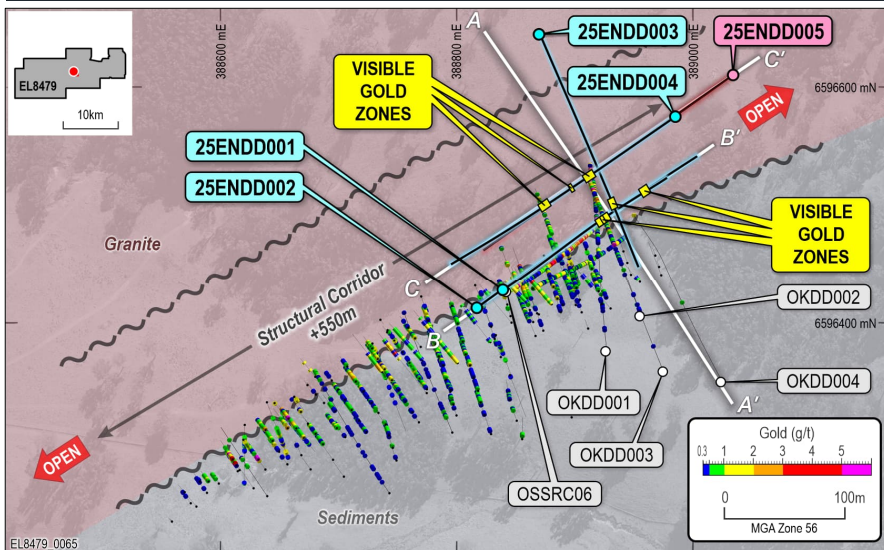 388600 mE
388800 mE
389000 mE
A
25ENDD003
25ENDD005
C'
EL8479
10km
VISIBLE
GOLD
ZONES
25ENDD004
6596600 mN
OPEN
B'
25ENDD001
25ENDD002
VISIBLE
GOLD
ZONES
Granite
C
Structural Corridor
+550m
B
OKDD002
6596400 mN
OKDD004
OKDD001
A'
OKDD003
OPEN
OSSRC06
Gold (g/t)
0.3 1 2 3 4 5
0 100m
MGA Zone 56
Sediments
EL8479_0065